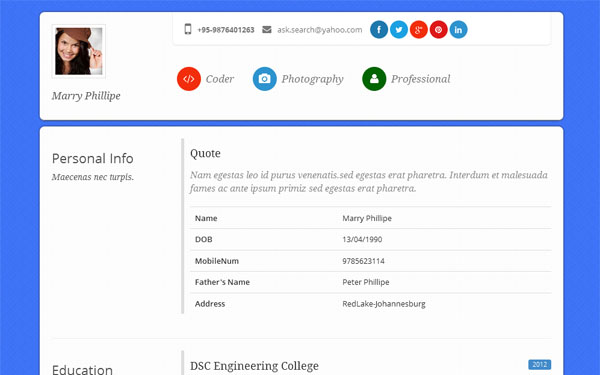 +95-9876401263 ask.search@yahoo.com
Coder Photography Professional
Marry Phillipe
Personal Info
Maecenas nec turpis.
Quote
Nam egestas leo id purus venenatis.sed egestas erat pharetra. Interdum et malesuada
fames ac ante ipsum primiz sed egestas erat pharetra.
Name Marry Phillipe
DOB 13/04/1990
MobileNum 9785623114
Father's Name Peter Phillipe
Address RedLake-Johannesburg
Education
DSC Engineering College 2012